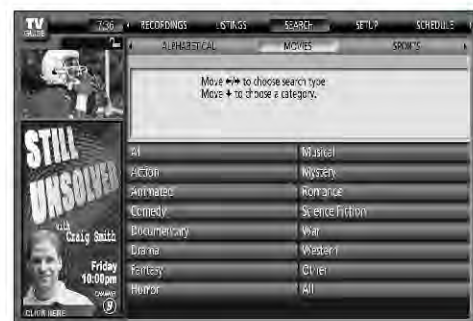 TV
GUIDE
7:36
RECORDINGS
LISTINGS
SEARCH
SETUP
SCHEDULE
ALPHABETICAL
MOVIES
SPORTS
Move ←/→ to choose search type
Move ↓ to choose a category.
STILL
UNSOLVED
with
Craig Smith
Friday
10:00pm
CHANNEL
9
CLICK HERE
All
Action
Animated
Comedy
Documentary
Drama
Fantasy
Horror
Musical
Mystery
Romance
Science Fiction
War
Western
Other
All